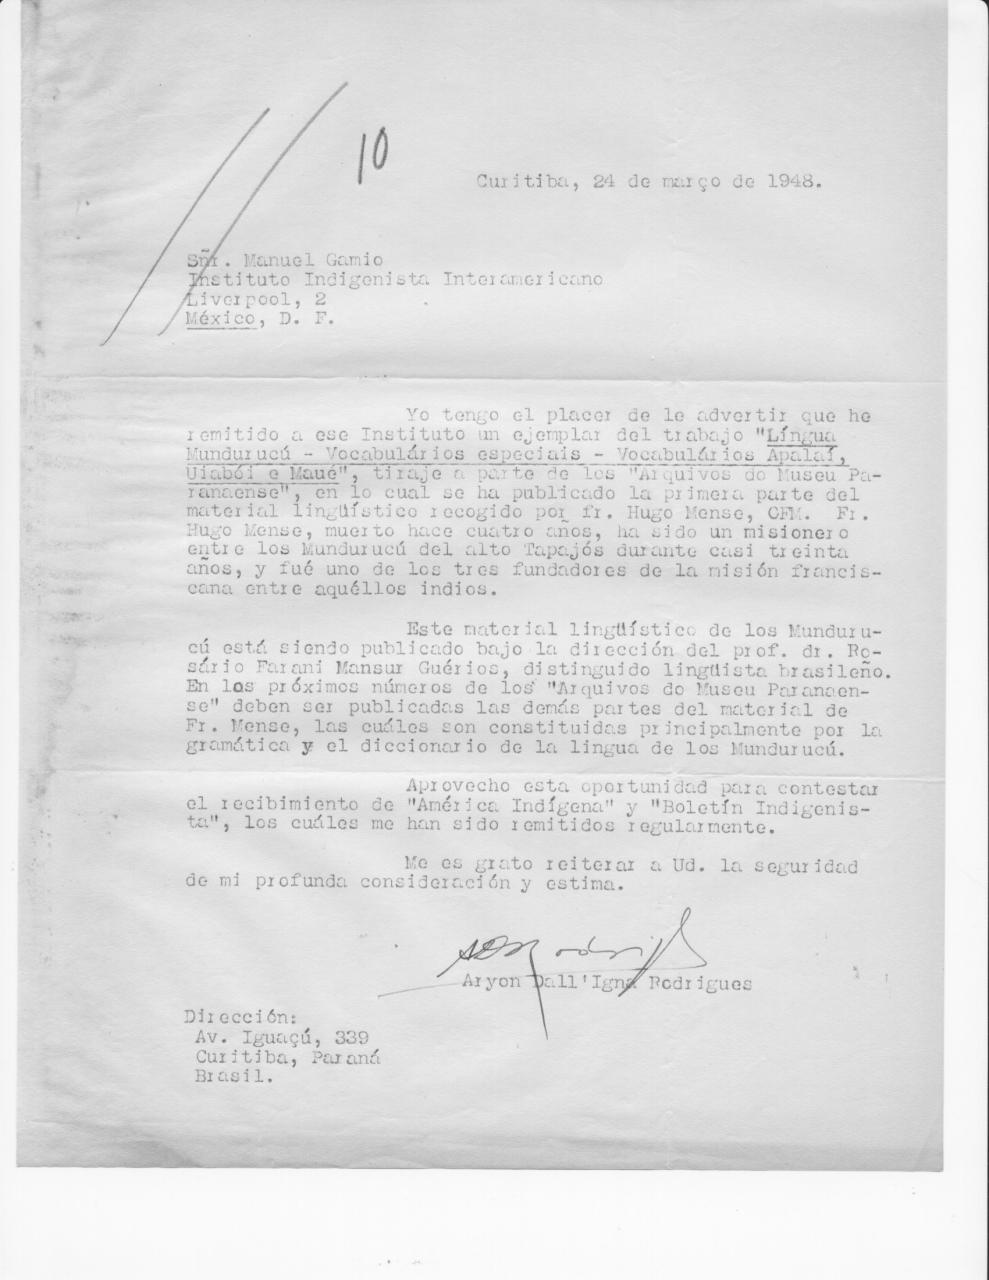 10
Curitiba, 24 de março de 1948.
Sñr. Manuel Gamio
Instituto Indigenista Interamericano
Liverpool, 2
México, D. F.
Yo tengo el placer de le advertir que he
remitido a ese Instituto un ejemplar del trabajo "Língua
Mundurucú - Vocabulários especiais - Vocabulários Apalaí,
Uiabói e Maué", tiraje a parte de los "Arquivos do Museu Pa-
ranaense", en lo cual se ha publicado la primera parte del
material lingüístico recogido por fr. Hugo Mense, OFM. Fr.
Hugo Mense, muerto hace cuatro años, ha sido un misionero
entre los Mundurucú del alto Tapajós durante casi treinta
años, y fué uno de los tres fundadores de la misión francis-
cana entre aquéllos indios.
Este material lingüístico de los Munduru-
cú está siendo publicado bajo la dirección del prof. dr. Ro-
sário Farani Mansur Guérios, distinguido lingüista brasileño.
En los próximos números de los "Arquivos do Museu Paranaen-
se" deben ser publicadas las demás partes del material de
Fr. Mense, las cuáles son constituidas principalmente por la
gramática y el diccionario de la lingua de los Mundurucú.
Aprovecho esta oportunidad para contestar
el recibimiento de "América Indígena" y "Boletín Indigenis-
ta", los cuáles me han sido remitidos regularmente.
Me es grato reiterar a Ud. la seguridad
de mi profunda consideración y estima.
ADRodrigues
Aryon Dall'Igna Rodrigues
Dirección:
Av. Iguaçú, 339
Curitiba, Paraná
Brasil.